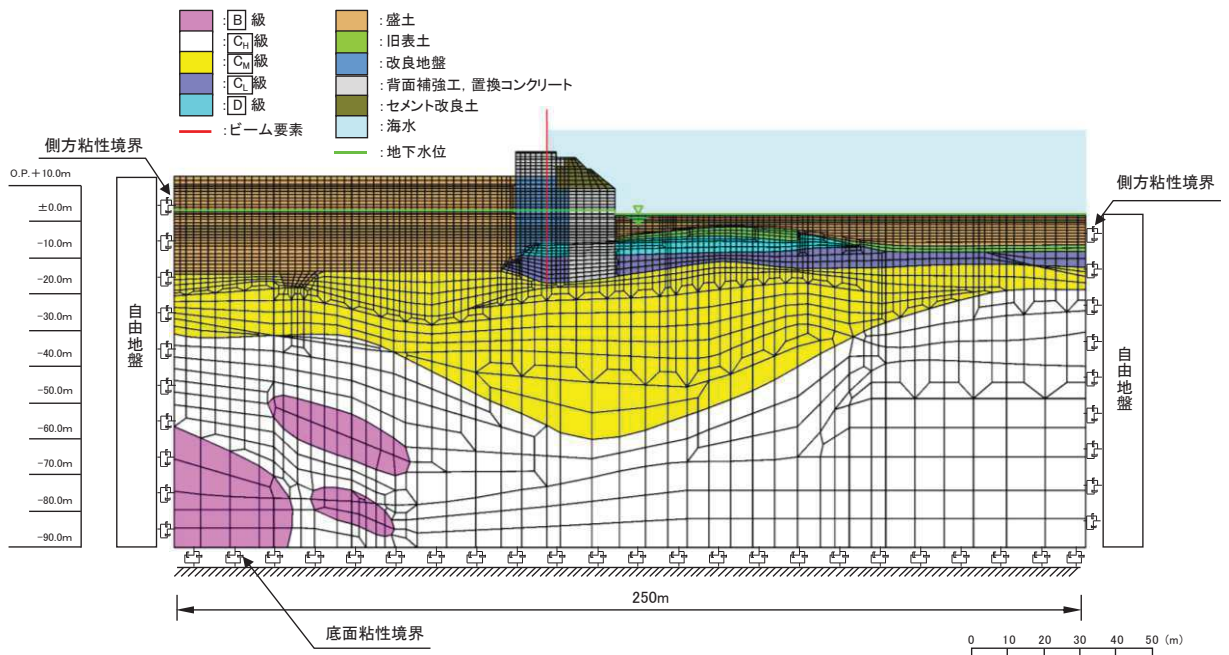 :B級
:CH級
:CM級
:CL級
:D級
:ビーム要素
:盛土
:旧表土
:改良地盤
:背面補強工, 置換コンクリート
:セメント改良土
:海水
:地下水位
側方粘性境界
側方粘性境界
O.P.+10.0m
±0.0m
-10.0m
-20.0m
-30.0m
-40.0m
-50.0m
-60.0m
-70.0m
-80.0m
-90.0m
自由地盤
自由地盤
250m
底面粘性境界
0 10 20 30 40 50 (m)